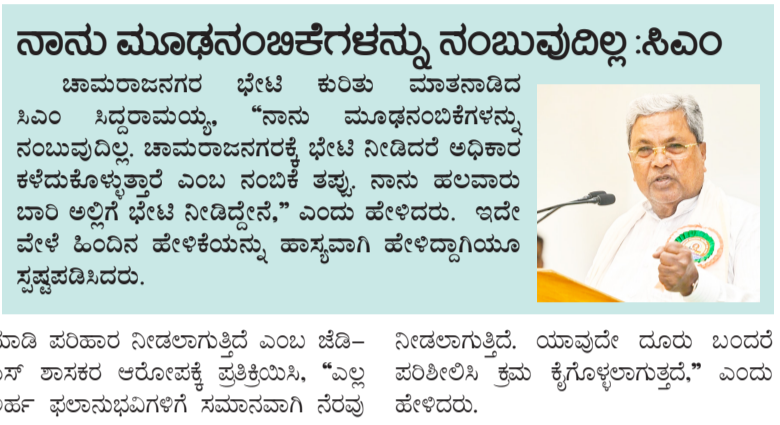 ನಾನು ಮೂಢನಂಬಿಕೆಗಳನ್ನು ನಂಬುವುದಿಲ್ಲ :ಸಿಎಂ
ಚಾಮರಾಜನಗರ ಭೇಟಿ ಕುರಿತು ಮಾತನಾಡಿದ
ಸಿಎಂ ಸಿದ್ದರಾಮಯ್ಯ, “ನಾನು ಮೂಢನಂಬಿಕೆಗಳನ್ನು
ನಂಬುವುದಿಲ್ಲ. ಚಾಮರಾಜನಗರಕ್ಕೆ ಭೇಟಿ ನೀಡಿದರೆ ಅಧಿಕಾರ
ಕಳೆದುಕೊಳ್ಳುತ್ತಾರೆ ಎಂಬ ನಂಬಿಕೆ ತಪ್ಪು. ನಾನು ಹಲವಾರು
ಬಾರಿ ಅಲ್ಲಿಗೆ ಭೇಟಿ ನೀಡಿದ್ದೇನೆ,” ಎಂದು ಹೇಳಿದರು. ಇದೇ
ವೇಳೆ ಹಿಂದಿನ ಹೇಳಿಕೆಯನ್ನು ಹಾಸ್ಯವಾಗಿ ಹೇಳಿದ್ದಾಗಿಯೂ
ಸ್ಪಷ್ಟಪಡಿಸಿದರು.
ಪರಿಹಾರ ನೀಡಲಾಗುತ್ತಿದೆ ಎಂಬ ಜೆಡಿ–
ಶಾಸಕರ ಆರೋಪಕ್ಕೆ ಪ್ರತಿಕ್ರಿಯಿಸಿ, “ಎಲ್ಲ
ಫಲಾನುಭವಿಗಳಿಗೆ ಸಮಾನವಾಗಿ ನೆರವು
ನೀಡಲಾಗುತ್ತಿದೆ. ಯಾವುದೇ ದೂರು ಬಂದರೆ
ಪರಿಶೀಲಿಸಿ ಕ್ರಮ ಕೈಗೊಳ್ಳಲಾಗುತ್ತದೆ,” ಎಂದು
ಹೇಳಿದರು.